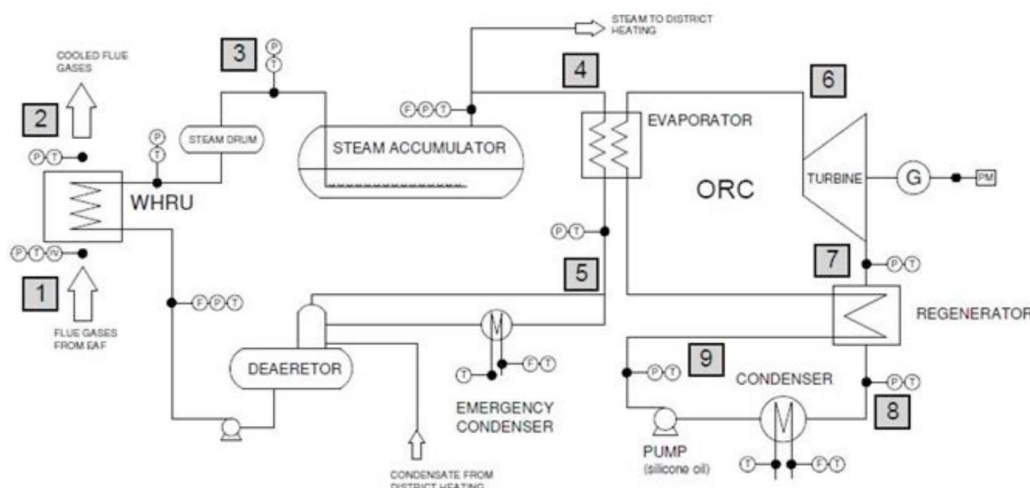 STEAM TO DISTRICT
HEATING
COOLED FLUE
GASES
3
P
T
4
6
2
F P T
EVAPORATOR
P
T
STEAM DRUM
STEAM ACCUMULATOR
P T
WHRU
ORC
TURBINE
G
PM
P T
P T
5
7
P T
1
F P T
REGENERATOR
FLUE GASES
FROM EAF
DEAERETOR
P T
9
CONDENSER
T
F T
P T
8
EMERGENCY
CONDENSER
PUMP
(silicone oil)
T
F T
CONDENSATE FROM
DISTRICT HEATING